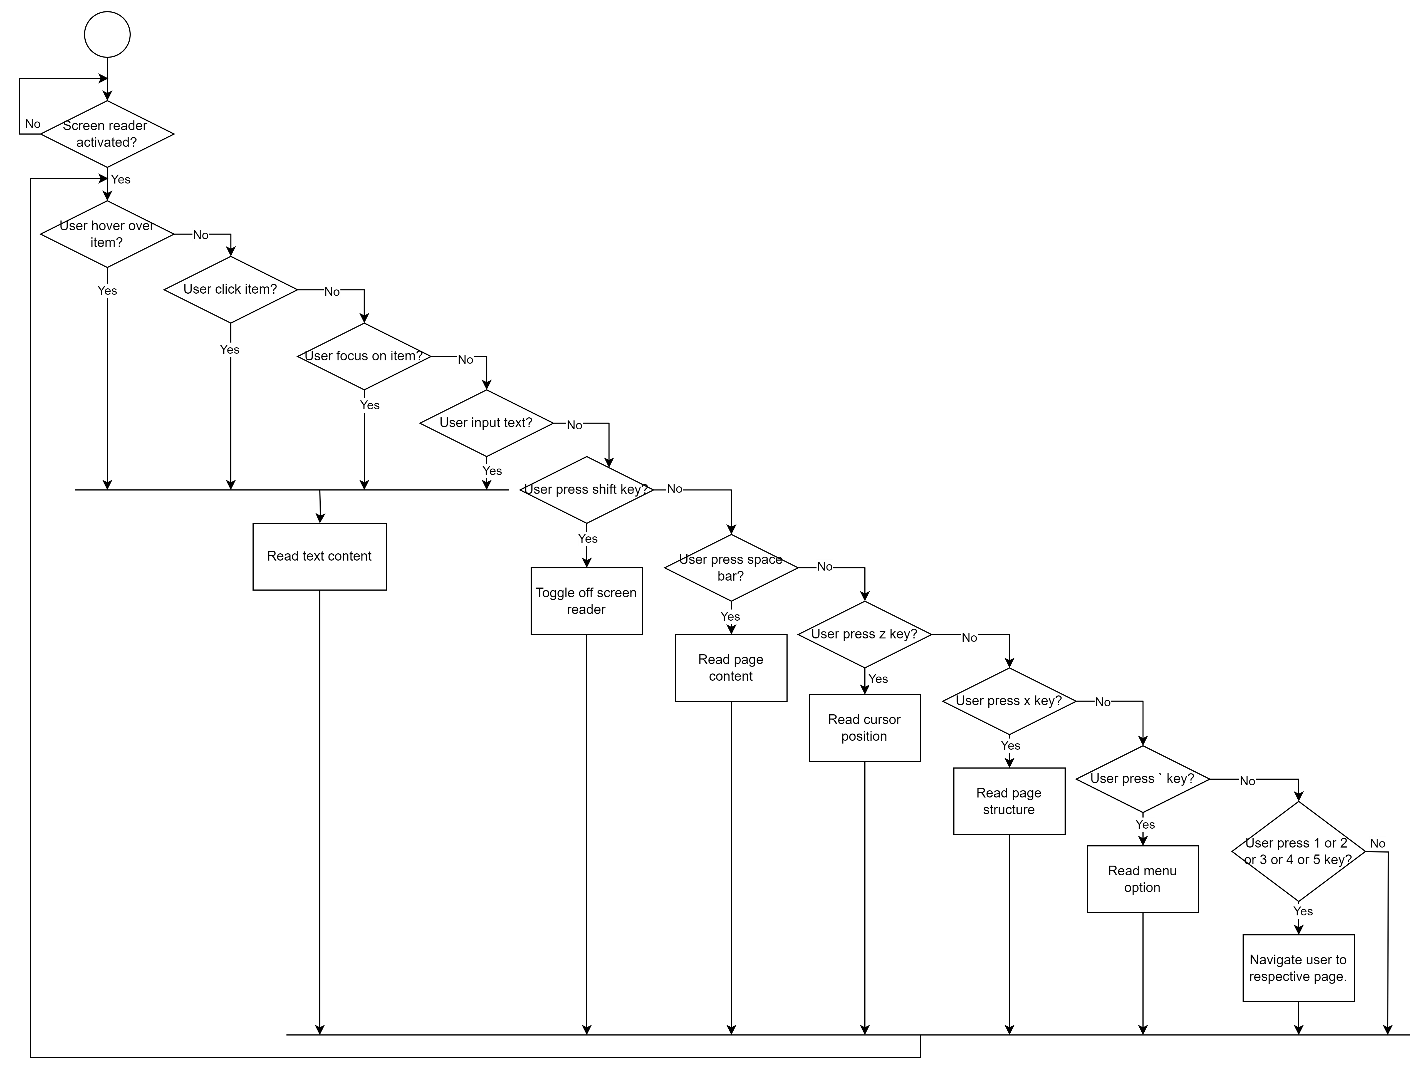 No
Screen reader
activated?
Yes
User hover over
item?
No
Yes
User click item?
No
Yes
User focus on item?
No
Yes
User input text?
No
Yes
User press shift key?
No
Yes
Read text content
Toggle off screen
reader
User press space
bar?
No
Yes
Read page
content
User press z key?
No
Yes
Read cursor
position
User press x key?
No
Yes
Read page
structure
User press ` key?
No
Yes
Read menu
option
User press 1 or 2
or 3 or 4 or 5 key?
No
Yes
Navigate user to
respective page.